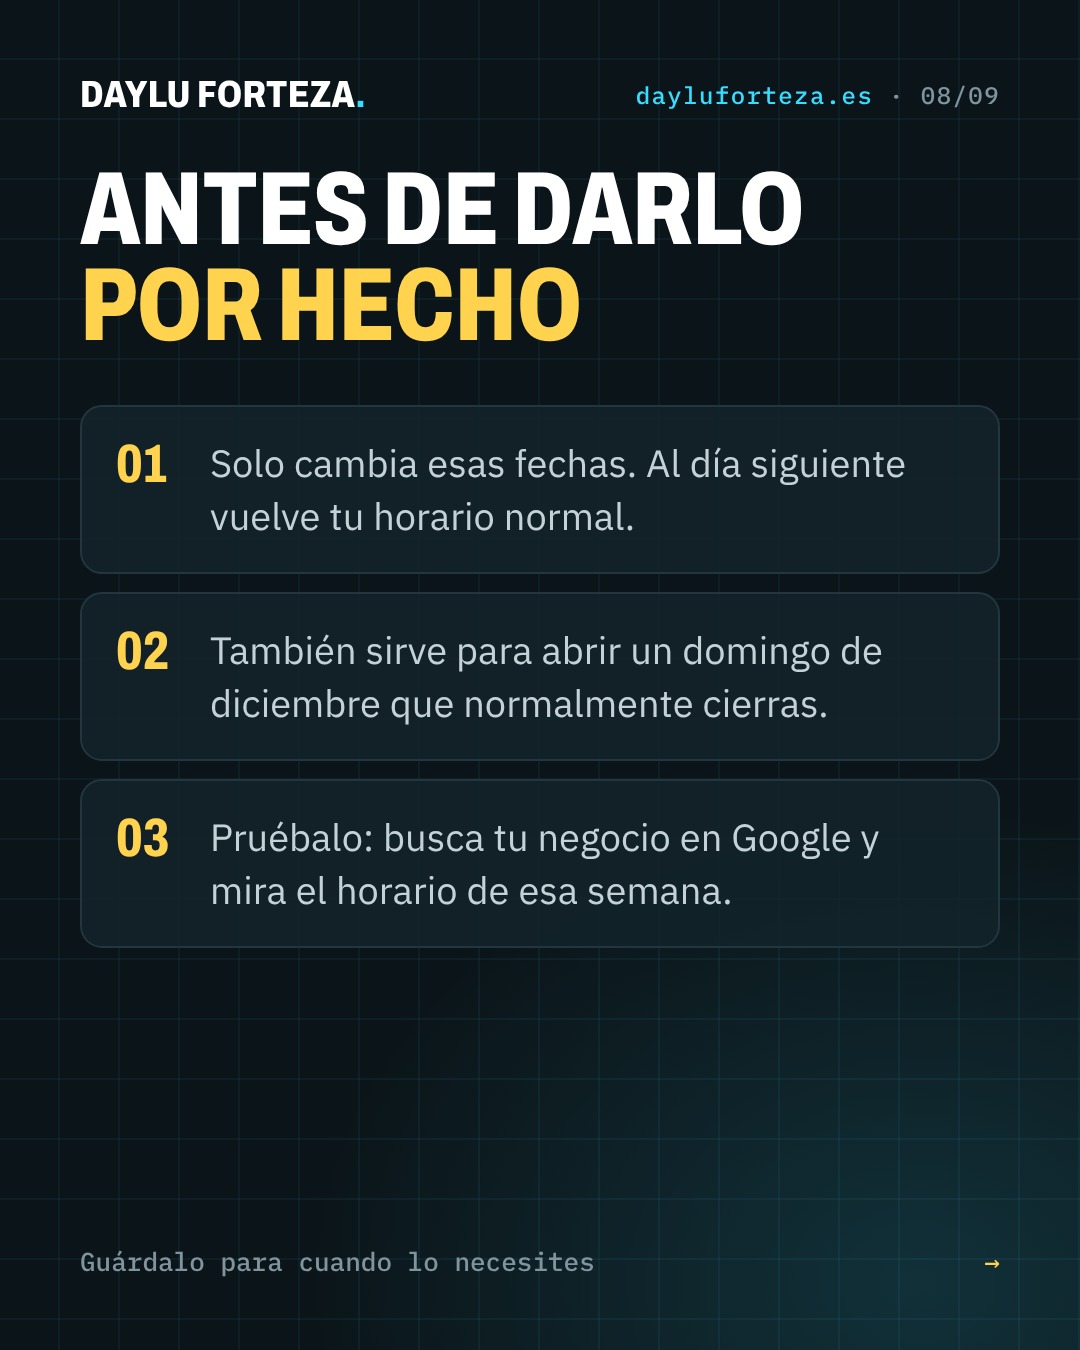 DAYLU FORTEZA.
dayluforteza.es · 08/09
ANTES DE DARLO
POR HECHO
01 Solo cambia esas fechas. Al día siguiente
vuelve tu horario normal.
02 También sirve para abrir un domingo de
diciembre que normalmente cierras.
03 Pruébalo: busca tu negocio en Google y
mira el horario de esa semana.
Guárdalo para cuando lo necesites →